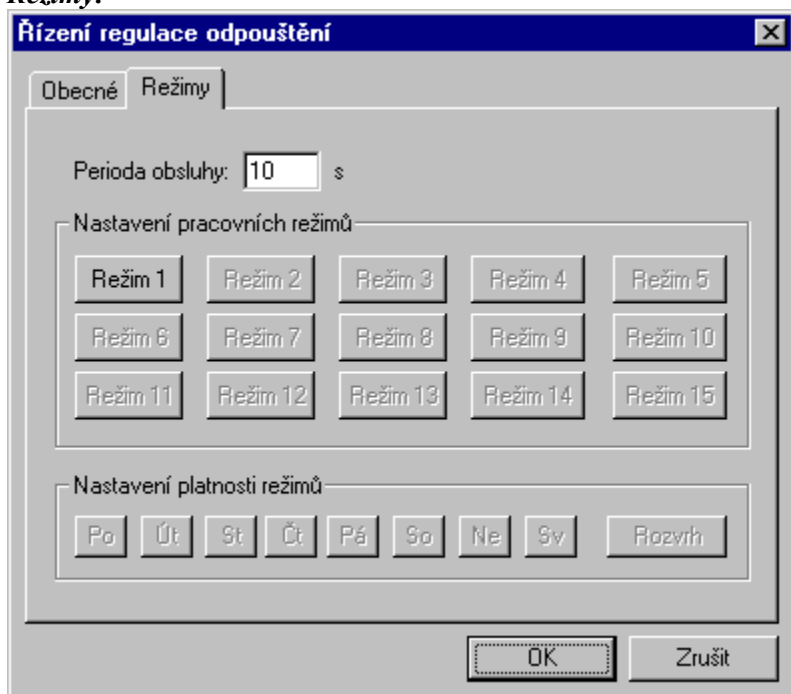 Režimy.
Řízení regulace odpouštění
Obecné Režimy
Perioda obsluhy: 10 s
Nastavení pracovních režimů
Režim 1 Režim 2 Režim 3 Režim 4 Režim 5
Režim 6 Režim 7 Režim 8 Režim 9 Režim 10
Režim 11 Režim 12 Režim 13 Režim 14 Režim 15
Nastavení platnosti režimů
Po Út St Čt Pá So Ne Sv Rozvrh
OK Zrušit